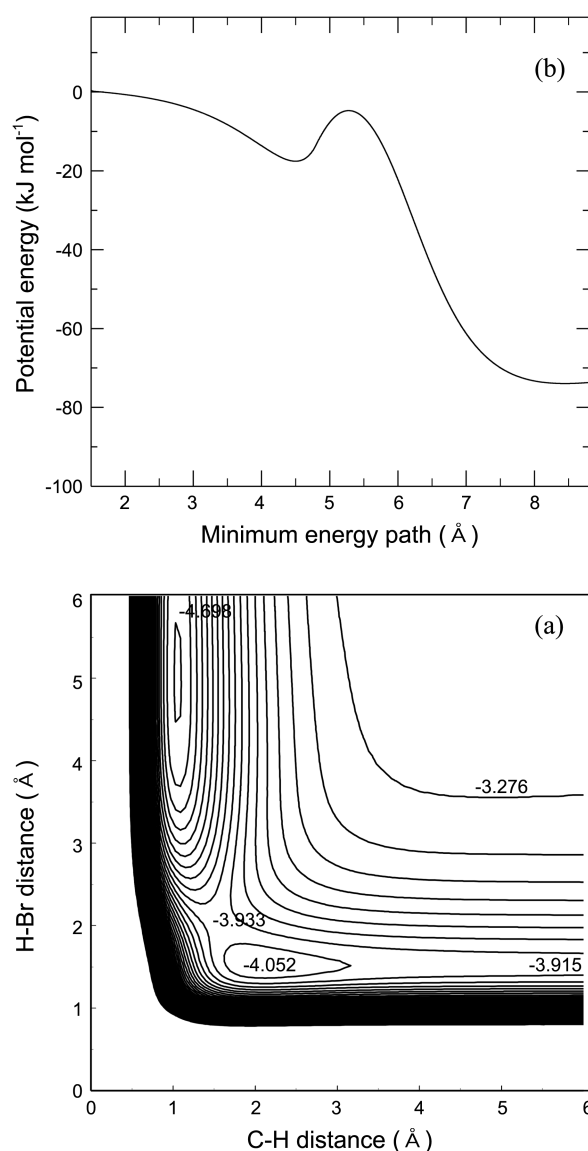 (b)
Potential energy (kJ mol⁻¹)
0
-20
-40
-60
-80
-100
2 3 4 5 6 7 8
Minimum energy path ( Å )
(a)
H-Br distance ( Å )
6
5
4
3
2
1
0
-4.698
-3.276
-3.933
-4.052
-3.915
0 1 2 3 4 5 6
C-H distance ( Å )